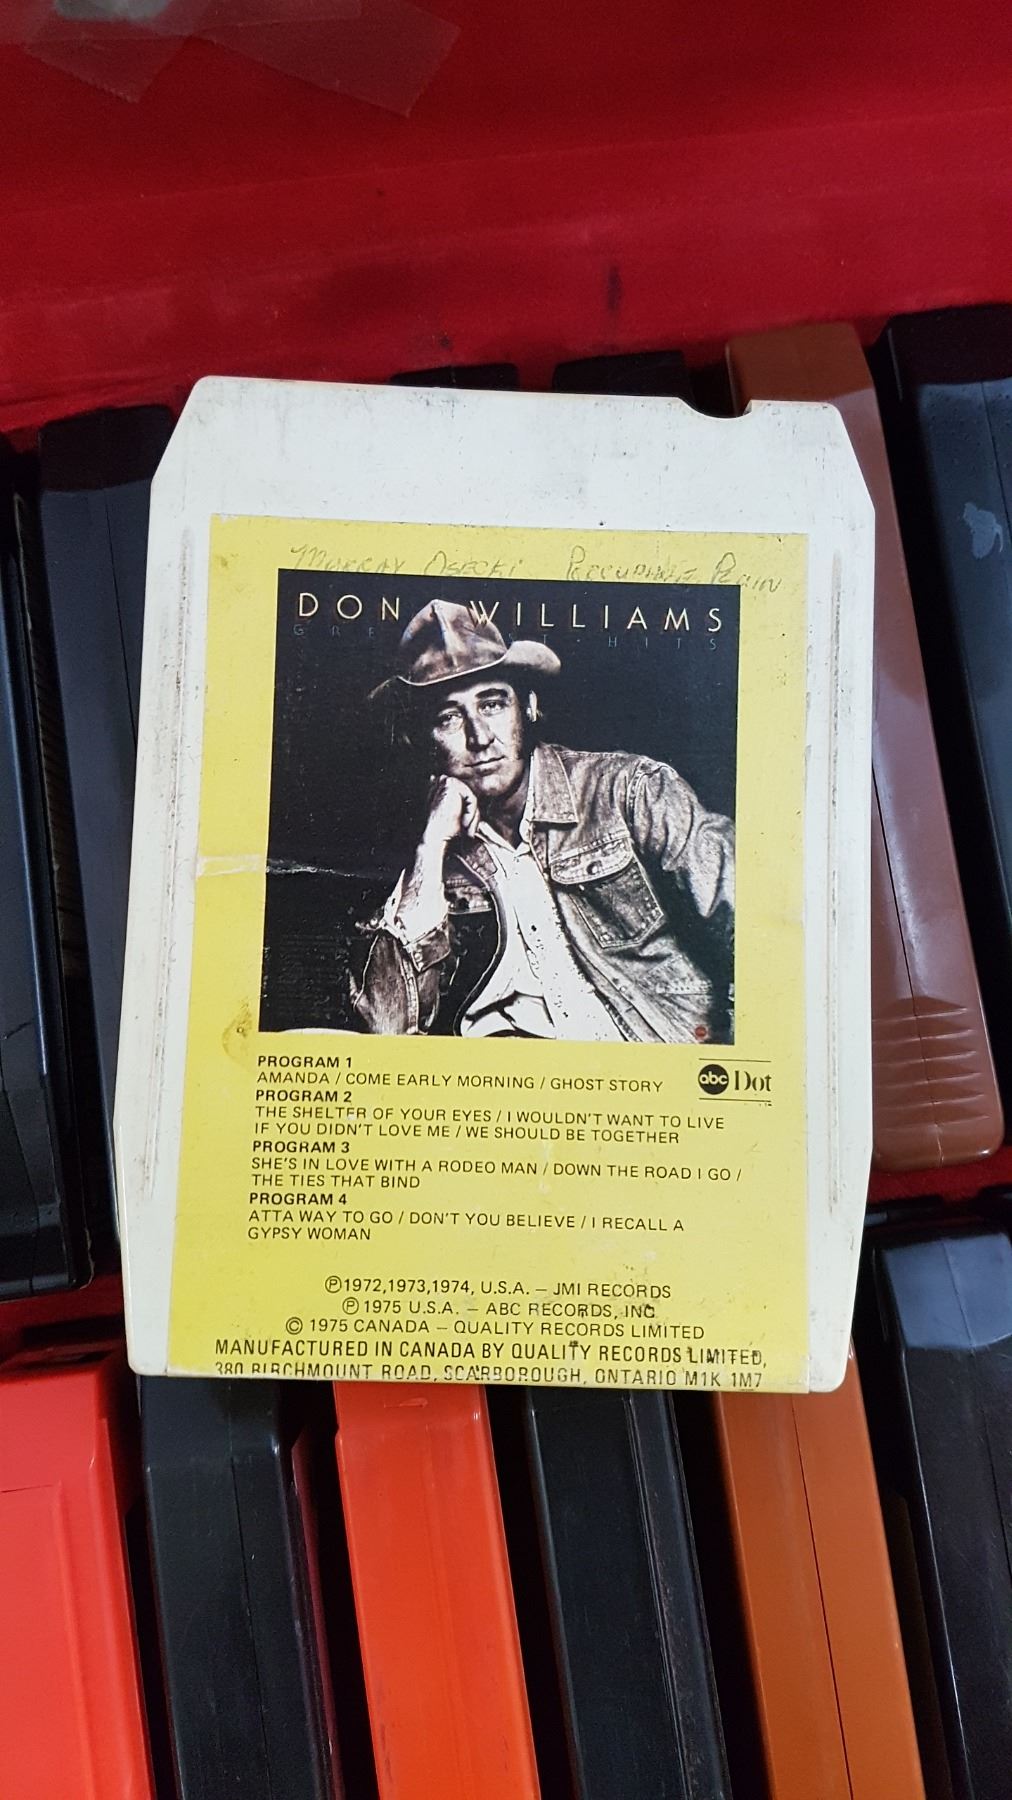 Murray Osecki Porcupine Plain
DON WILLIAMS
GREATEST HITS
PROGRAM 1
AMANDA / COME EARLY MORNING / GHOST STORY
PROGRAM 2
THE SHELTER OF YOUR EYES / I WOULDN'T WANT TO LIVE
IF YOU DIDN'T LOVE ME / WE SHOULD BE TOGETHER
PROGRAM 3
SHE'S IN LOVE WITH A RODEO MAN / DOWN THE ROAD I GO /
THE TIES THAT BIND
PROGRAM 4
ATTA WAY TO GO / DON'T YOU BELIEVE / I RECALL A
GYPSY WOMAN
abc Dot
Ⓟ1972,1973,1974, U.S.A. – JMI RECORDS
Ⓟ 1975 U.S.A. – ABC RECORDS, INC.
© 1975 CANADA – QUALITY RECORDS LIMITED
MANUFACTURED IN CANADA BY QUALITY RECORDS LIMITED,
380 BIRCHMOUNT ROAD, SCARBOROUGH, ONTARIO M1K 1M7